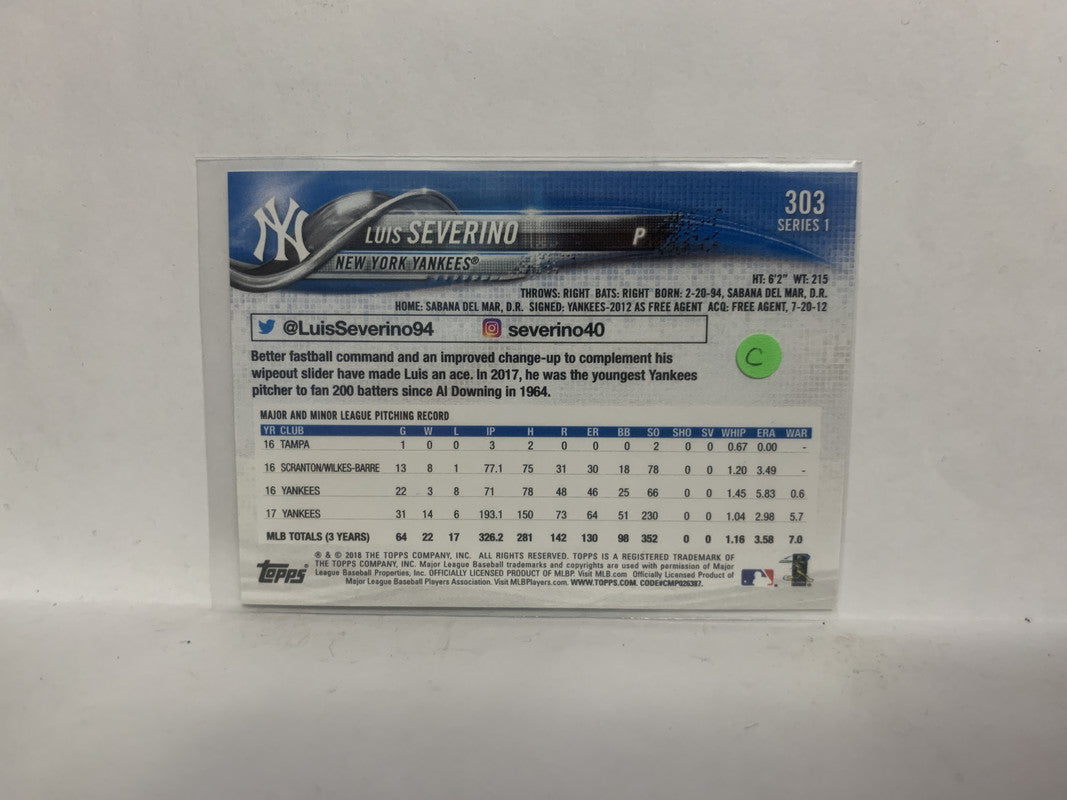 303
SERIES 1
NY
LUIS SEVERINO P
NEW YORK YANKEES®
HT: 6'2" WT: 215
THROWS: RIGHT BATS: RIGHT BORN: 2-20-94, SABANA DEL MAR, D.R.
HOME: SABANA DEL MAR, D.R. SIGNED: YANKEES-2012 AS FREE AGENT ACQ: FREE AGENT, 7-20-12
@LuisSeverino94 severino40
C
Better fastball command and an improved change-up to complement his
wipeout slider have made Luis an ace. In 2017, he was the youngest Yankees
pitcher to fan 200 batters since Al Downing in 1964.
MAJOR AND MINOR LEAGUE PITCHING RECORD
YR CLUB G W L IP H R ER BB SO SHO SV WHIP ERA WAR
16 TAMPA 1 0 0 3 2 0 0 0 2 0 0 0.67 0.00 -
16 SCRANTON/WILKES-BARRE 13 8 1 77.1 75 31 30 18 78 0 0 1.20 3.49 -
16 YANKEES 22 3 8 71 78 48 46 25 66 0 0 1.45 5.83 0.6
17 YANKEES 31 14 6 193.1 150 73 64 51 230 0 0 1.04 2.98 5.7
MLB TOTALS (3 YEARS) 64 22 17 326.2 281 142 130 98 352 0 0 1.16 3.58 7.0
® & © 2018 THE TOPPS COMPANY, INC. ALL RIGHTS RESERVED. TOPPS IS A REGISTERED TRADEMARK OF
THE TOPPS COMPANY, INC. Major League Baseball trademarks and copyrights are used with permission of Major
League Baseball Properties, Inc. OFFICIALLY LICENSED PRODUCT OF MLBP. Visit MLB.com Officially Licensed Product of
Major League Baseball Players Association. Visit MLBPlayers.com. WWW.TOPPS.COM. CODE#CMP026387.
Topps